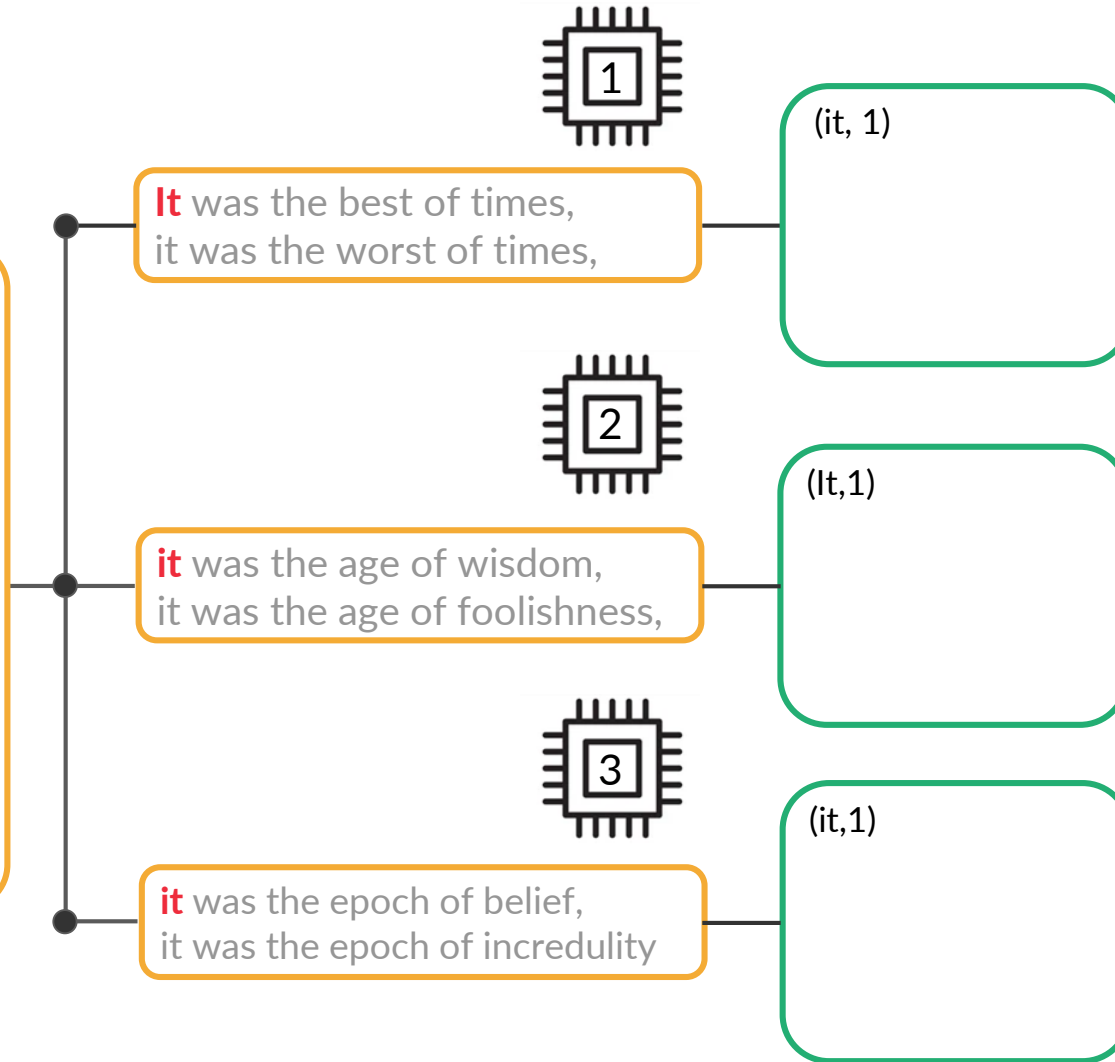 1
(it, 1)
It was the best of times,
it was the worst of times,
2
(It,1)
it was the age of wisdom,
it was the age of foolishness,
3
(it,1)
it was the epoch of belief,
it was the epoch of incredulity